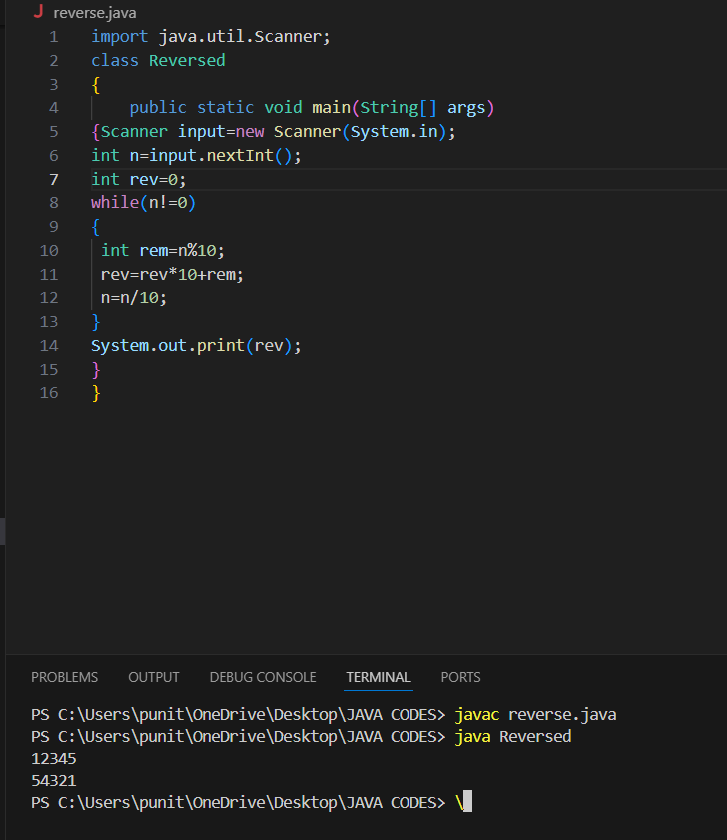 J reverse.java
1 import java.util.Scanner;
2 class Reversed
3 {
4     public static void main(String[] args)
5 {Scanner input=new Scanner(System.in);
6 int n=input.nextInt();
7 int rev=0;
8 while(n!=0)
9 {
10  int rem=n%10;
11  rev=rev*10+rem;
12  n=n/10;
13 }
14 System.out.print(rev);
15 }
16 }
PROBLEMS OUTPUT DEBUG CONSOLE TERMINAL PORTS
PS C:\Users\punit\OneDrive\Desktop\JAVA CODES> javac reverse.java
PS C:\Users\punit\OneDrive\Desktop\JAVA CODES> java Reversed
12345
54321
PS C:\Users\punit\OneDrive\Desktop\JAVA CODES> \